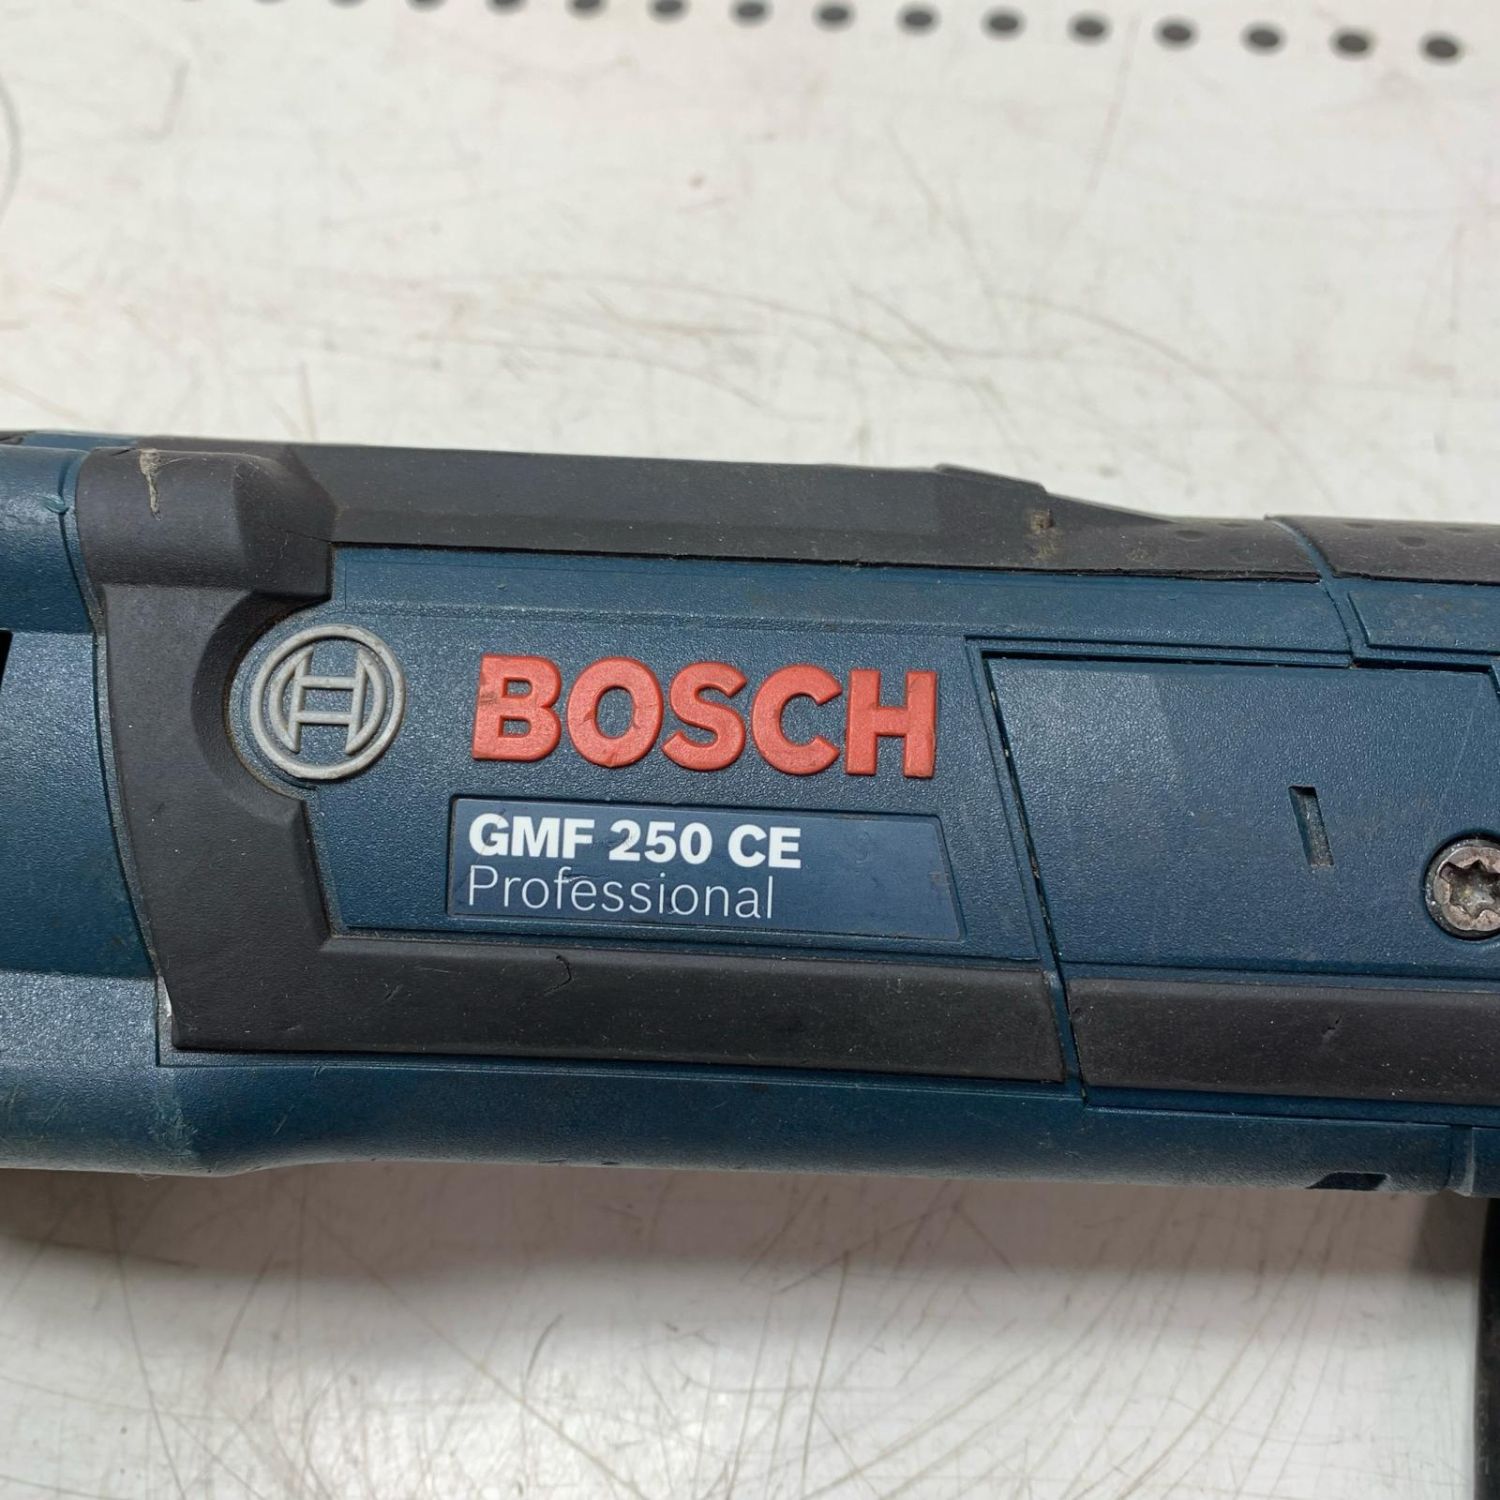 BOSCH
GMF 250 CE
Professional